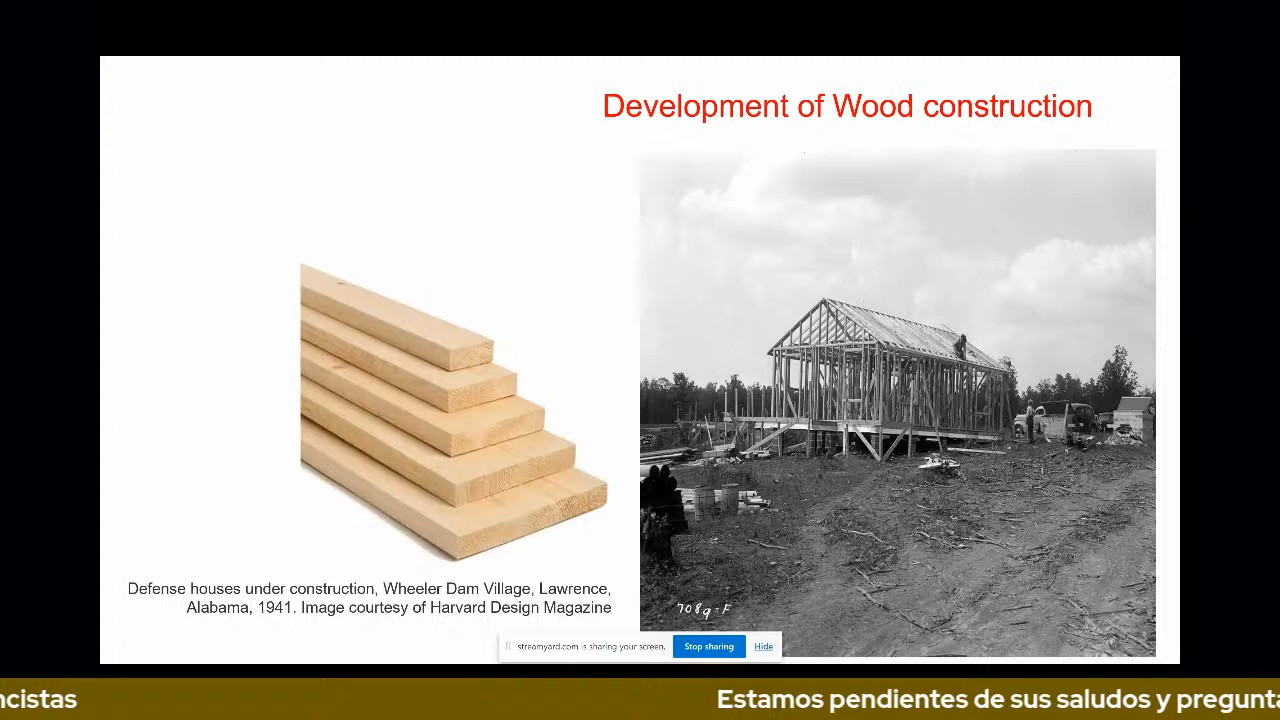 Development of Wood construction
Defense houses under construction, Wheeler Dam Village, Lawrence,
Alabama, 1941. Image courtesy of Harvard Design Magazine
708g-F
streamyard.com is sharing your screen.
Stop sharing
Hide
ncistas
Estamos pendientes de sus saludos y pregunta